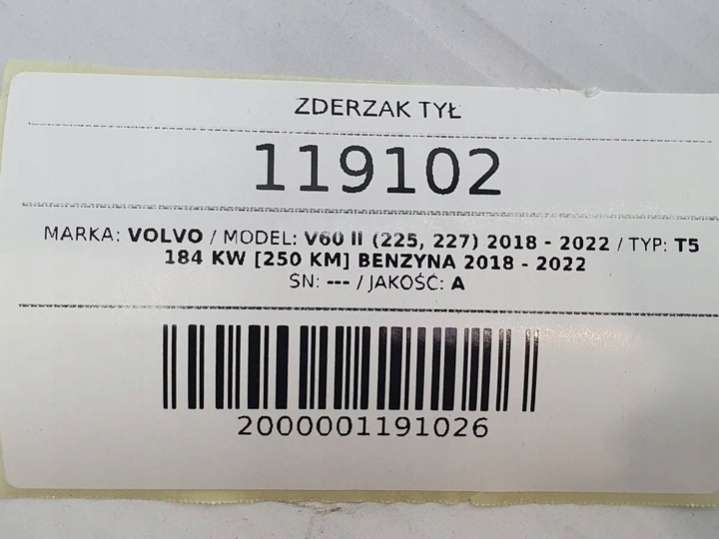 ZDERZAK TYŁ
119102
MARKA: VOLVO / MODEL: V60 II (225, 227) 2018 - 2022 / TYP: T5
184 KW [250 KM] BENZYNA 2018 - 2022
SN: --- / JAKOŚĆ: A
2000001191026